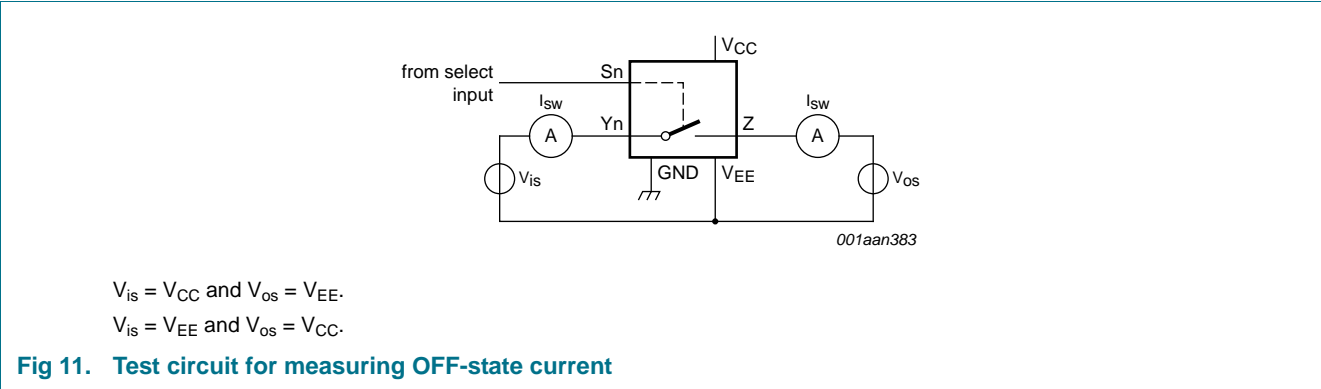 VCC
from select
input
Sn
Isw
A
Yn
Z
Isw
A
Vis
GND
VEE
Vos
001aan383
Vis = VCC and Vos = VEE.
Vis = VEE and Vos = VCC.
Fig 11. Test circuit for measuring OFF-state current